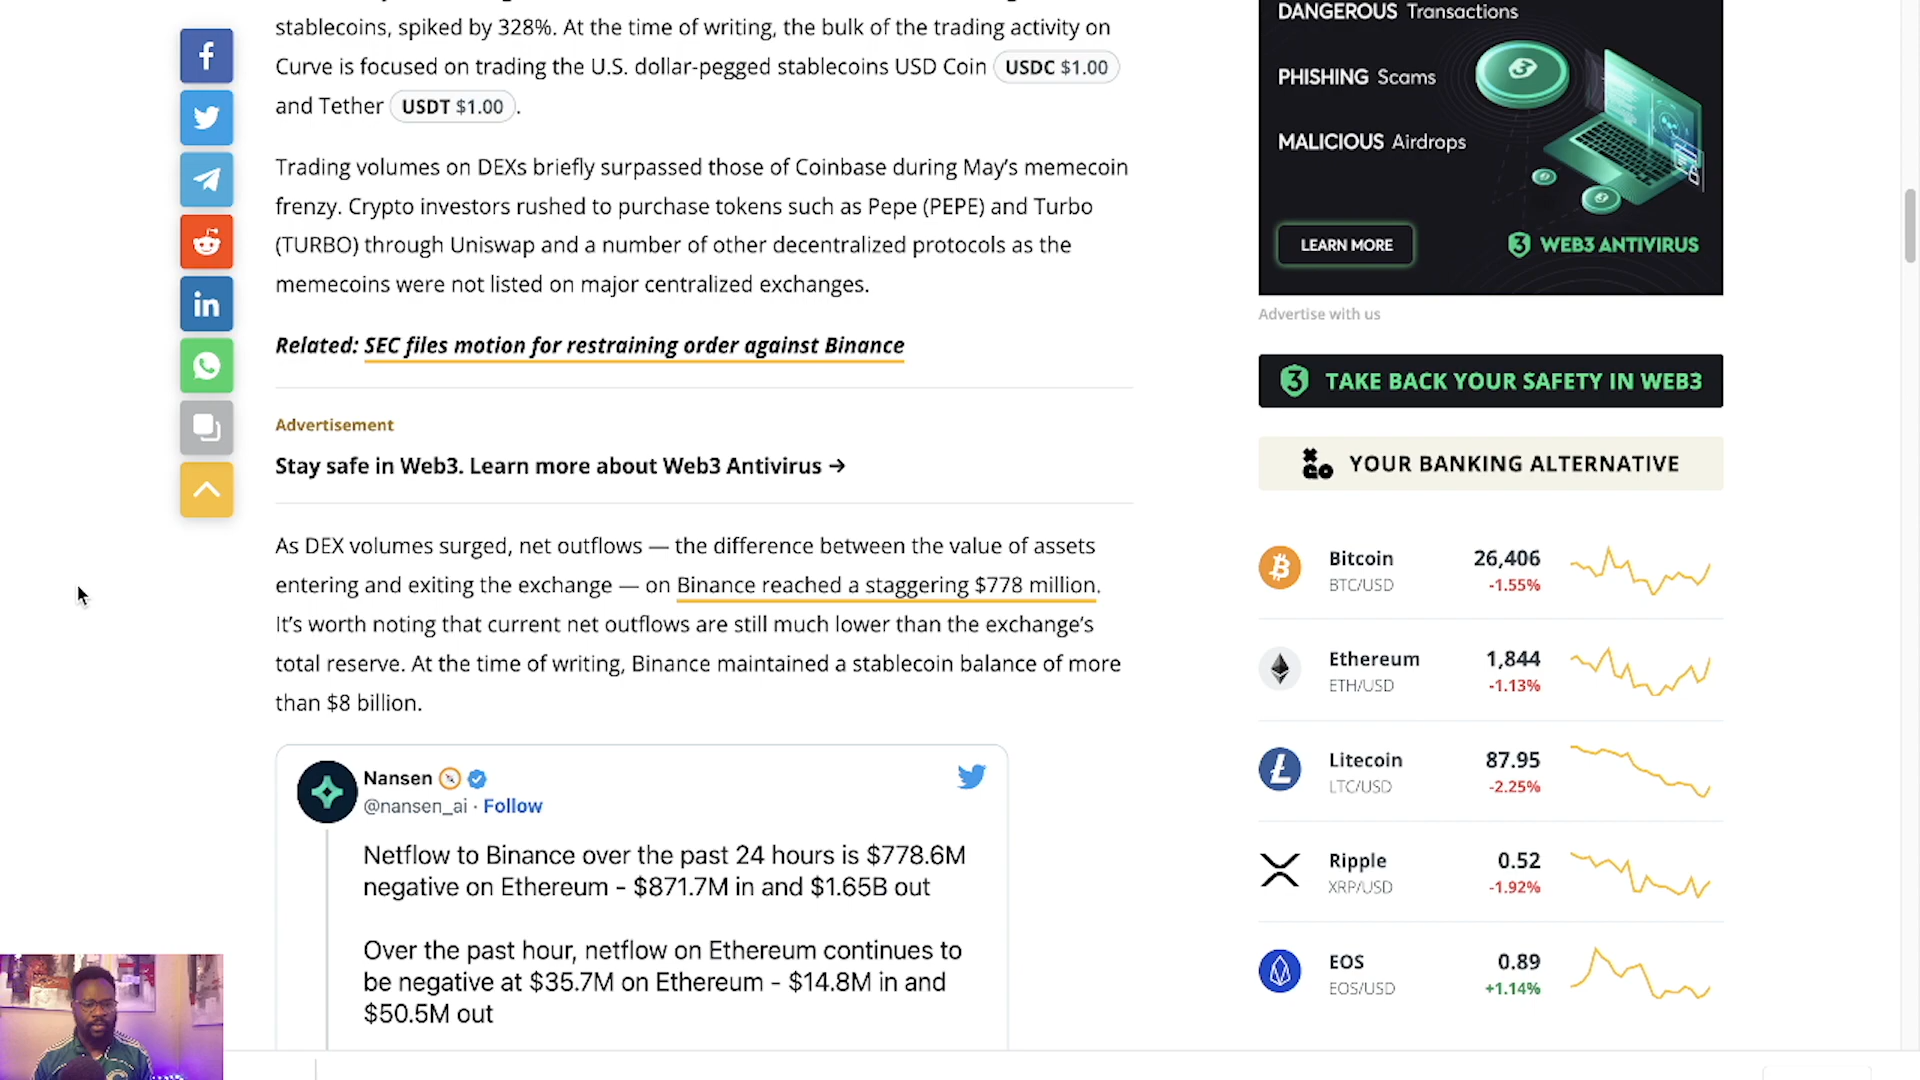 stablecoins, spiked by 328%. At the time of writing, the bulk of the trading activity on
Curve is focused on trading the U.S. dollar-pegged stablecoins USD Coin USDC $1.00
and Tether USDT $1.00 .
Trading volumes on DEXs briefly surpassed those of Coinbase during May’s memecoin
frenzy. Crypto investors rushed to purchase tokens such as Pepe (PEPE) and Turbo
(TURBO) through Uniswap and a number of other decentralized protocols as the
memecoins were not listed on major centralized exchanges.
Related: SEC files motion for restraining order against Binance
Advertisement
Stay safe in Web3. Learn more about Web3 Antivirus →
As DEX volumes surged, net outflows — the difference between the value of assets
entering and exiting the exchange — on Binance reached a staggering $778 million.
It’s worth noting that current net outflows are still much lower than the exchange’s
total reserve. At the time of writing, Binance maintained a stablecoin balance of more
than $8 billion.
Nansen
@nansen_ai · Follow
Netflow to Binance over the past 24 hours is $778.6M
negative on Ethereum - $871.7M in and $1.65B out
Over the past hour, netflow on Ethereum continues to
be negative at $35.7M on Ethereum - $14.8M in and
$50.5M out
DANGEROUS Transactions
PHISHING Scams
MALICIOUS Airdrops
LEARN MORE
WEB3 ANTIVIRUS
Advertise with us
TAKE BACK YOUR SAFETY IN WEB3
YOUR BANKING ALTERNATIVE
Bitcoin 26,406
BTC/USD -1.55%
Ethereum 1,844
ETH/USD -1.13%
Litecoin 87.95
LTC/USD -2.25%
Ripple 0.52
XRP/USD -1.92%
EOS 0.89
EOS/USD +1.14%